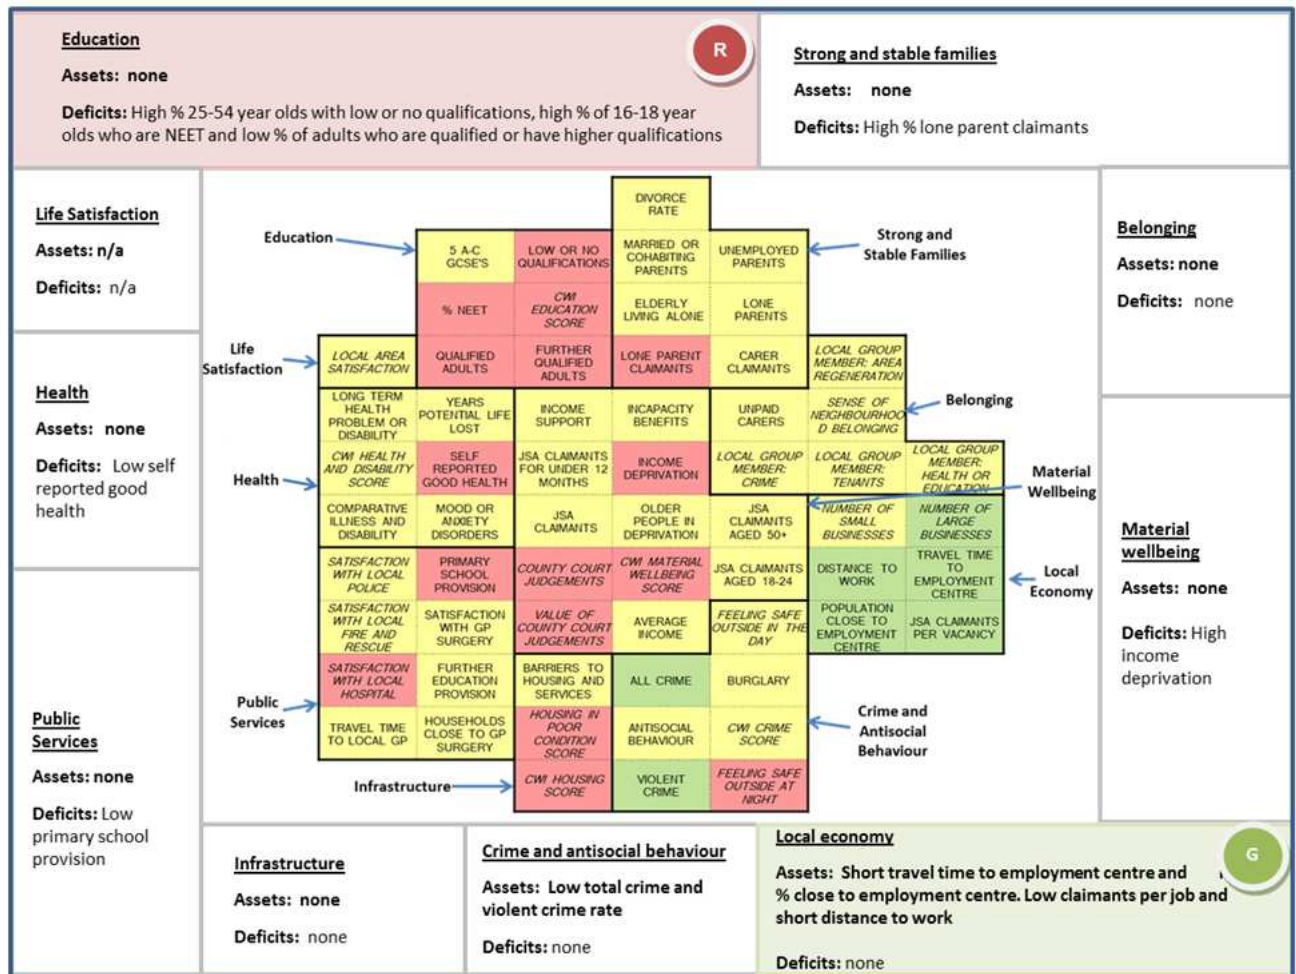 Education
Assets: none
Deficits: High % 25-54 year olds with low or no qualifications, high % of 16-18 year
olds who are NEET and low % of adults who are qualified or have higher qualifications
R
Strong and stable families
Assets: none
Deficits: High % lone parent claimants
Life Satisfaction
Assets: n/a
Deficits: n/a
Health
Assets: none
Deficits: Low self
reported good
health
Public
Services
Assets: none
Deficits: Low
primary school
provision
Education
Life
Satisfaction
Health
Public
Services
Infrastructure
DIVORCE
RATE
5 A-C
GCSE'S
LOW OR NO
QUALIFICATIONS
MARRIED OR
COHABITING
PARENTS
UNEMPLOYED
PARENTS
% NEET
CWI
EDUCATION
SCORE
ELDERLY
LIVING ALONE
LONE
PARENTS
LOCAL AREA
SATISFACTION
QUALIFIED
ADULTS
FURTHER
QUALIFIED
ADULTS
LONE PARENT
CLAIMANTS
CARER
CLAIMANTS
LOCAL GROUP
MEMBER: AREA
REGENERATION
LONG TERM
HEALTH
PROBLEM OR
DISABILITY
YEARS
POTENTIAL LIFE
LOST
INCOME
SUPPORT
INCAPACITY
BENEFITS
UNPAID
CARERS
SENSE OF
NEIGHBOURHOO
D BELONGING
CWI HEALTH
AND DISABILITY
SCORE
SELF
REPORTED
GOOD HEALTH
JSA CLAIMANTS
FOR UNDER 12
MONTHS
INCOME
DEPRIVATION
LOCAL GROUP
MEMBER:
CRIME
LOCAL GROUP
MEMBER:
TENANTS
LOCAL GROUP
MEMBER:
HEALTH OR
EDUCATION
COMPARATIVE
ILLNESS AND
DISABILITY
MOOD OR
ANXIETY
DISORDERS
JSA
CLAIMANTS
OLDER
PEOPLE IN
DEPRIVATION
JSA
CLAIMANTS
AGED 50+
NUMBER OF
SMALL
BUSINESSES
NUMBER OF
LARGE
BUSINESSES
SATISFACTION
WITH LOCAL
POLICE
PRIMARY
SCHOOL
PROVISION
COUNTY COURT
JUDGEMENTS
CWI MATERIAL
WELLBEING
SCORE
JSA CLAIMANTS
AGED 18-24
DISTANCE TO
WORK
TRAVEL TIME
TO
EMPLOYMENT
CENTRE
SATISFACTION
WITH LOCAL
FIRE AND
RESCUE
SATISFACTION
WITH GP
SURGERY
VALUE OF
COUNTY COURT
JUDGEMENTS
AVERAGE
INCOME
FEELING SAFE
OUTSIDE IN THE
DAY
POPULATION
CLOSE TO
EMPLOYMENT
CENTRE
JSA CLAIMANTS
PER VACANCY
SATISFACTION
WITH LOCAL
HOSPITAL
FURTHER
EDUCATION
PROVISION
BARRIERS TO
HOUSING AND
SERVICES
ALL CRIME
BURGLARY
TRAVEL TIME
TO LOCAL GP
HOUSEHOLDS
CLOSE TO GP
SURGERY
HOUSING IN
POOR
CONDITION
SCORE
ANTISOCIAL
BEHAVIOUR
CWI CRIME
SCORE
CWI HOUSING
SCORE
VIOLENT
CRIME
FEELING SAFE
OUTSIDE AT
NIGHT
Strong and
Stable Families
Belonging
Material
Wellbeing
Local
Economy
Crime and
Antisocial
Behaviour
Belonging
Assets: none
Deficits: none
Material
wellbeing
Assets: none
Deficits: High
income
deprivation
Infrastructure
Assets: none
Deficits: none
Crime and antisocial behaviour
Assets: Low total crime and
violent crime rate
Deficits: none
Local economy
Assets: Short travel time to employment centre and
% close to employment centre. Low claimants per job and
short distance to work
Deficits: none
G